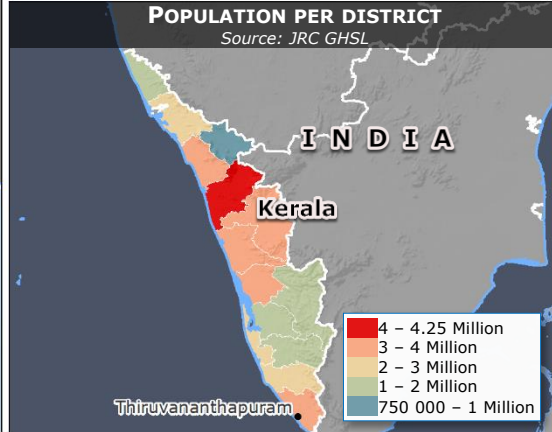 POPULATION PER DISTRICT
Source: JRC GHSL
INDIA
Kerala
4 – 4.25 Million
3 – 4 Million
2 – 3 Million
1 – 2 Million
750 000 – 1 Million
Thiruvananthapuram